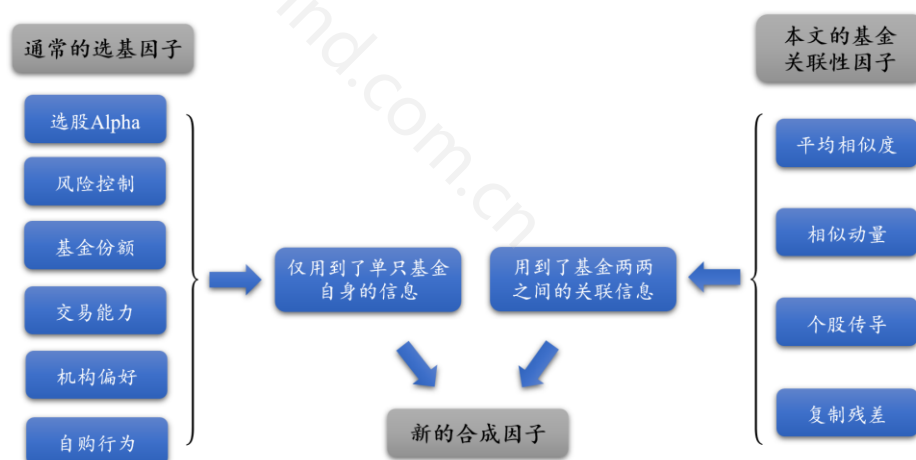 通常的选基因子
选股Alpha
风险控制
基金份额
交易能力
机构偏好
自购行为
仅用到了单只基金
自身的信息
用到了基金两两
之间的关联信息
新的合成因子
本文的基金
关联性因子
平均相似度
相似动量
个股传导
复制残差
ind.com.cn